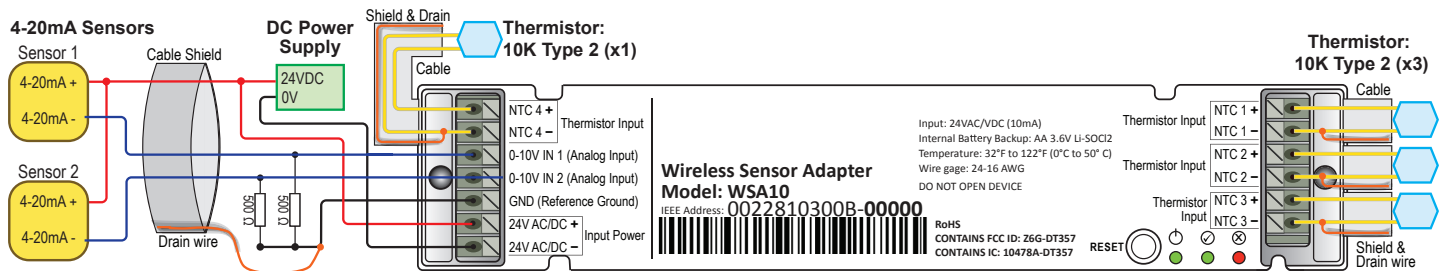 4-20mA Sensors
Sensor 1
4-20mA +
4-20mA -
Sensor 2
4-20mA +
4-20mA -
Cable Shield
Drain wire
DC Power
Supply
24VDC
0V
500 Ω
500 Ω
Shield & Drain
Cable
Thermistor:
10K Type 2 (x1)
NTC 4 +
NTC 4 –
Thermistor Input
0-10V IN 1 (Analog Input)
0-10V IN 2 (Analog Input)
GND (Reference Ground)
24V AC/DC +
24V AC/DC –
Input Power
Wireless Sensor Adapter
Model: WSA10
IEEE Address: 0022810300B-00000
Input: 24VAC/VDC (10mA)
Internal Battery Backup: AA 3.6V Li-SOCl2
Temperature: 32°F to 122°F (0°C to 50° C)
Wire gage: 24-16 AWG
DO NOT OPEN DEVICE
RoHS
CONTAINS FCC ID: Z6G-DT357
CONTAINS IC: 10478A-DT357
RESET
Thermistor Input
NTC 1 +
NTC 1 –
Thermistor Input
NTC 2 +
NTC 2 –
Thermistor
Input
NTC 3 +
NTC 3 –
Thermistor:
10K Type 2 (x3)
Cable
Shield &
Drain wire